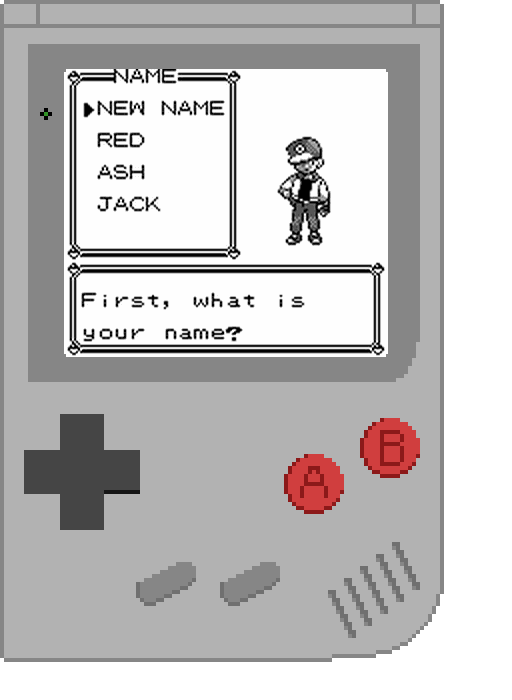 NAME
▶NEW NAME
RED
ASH
JACK
First, what is
your name?
B
A